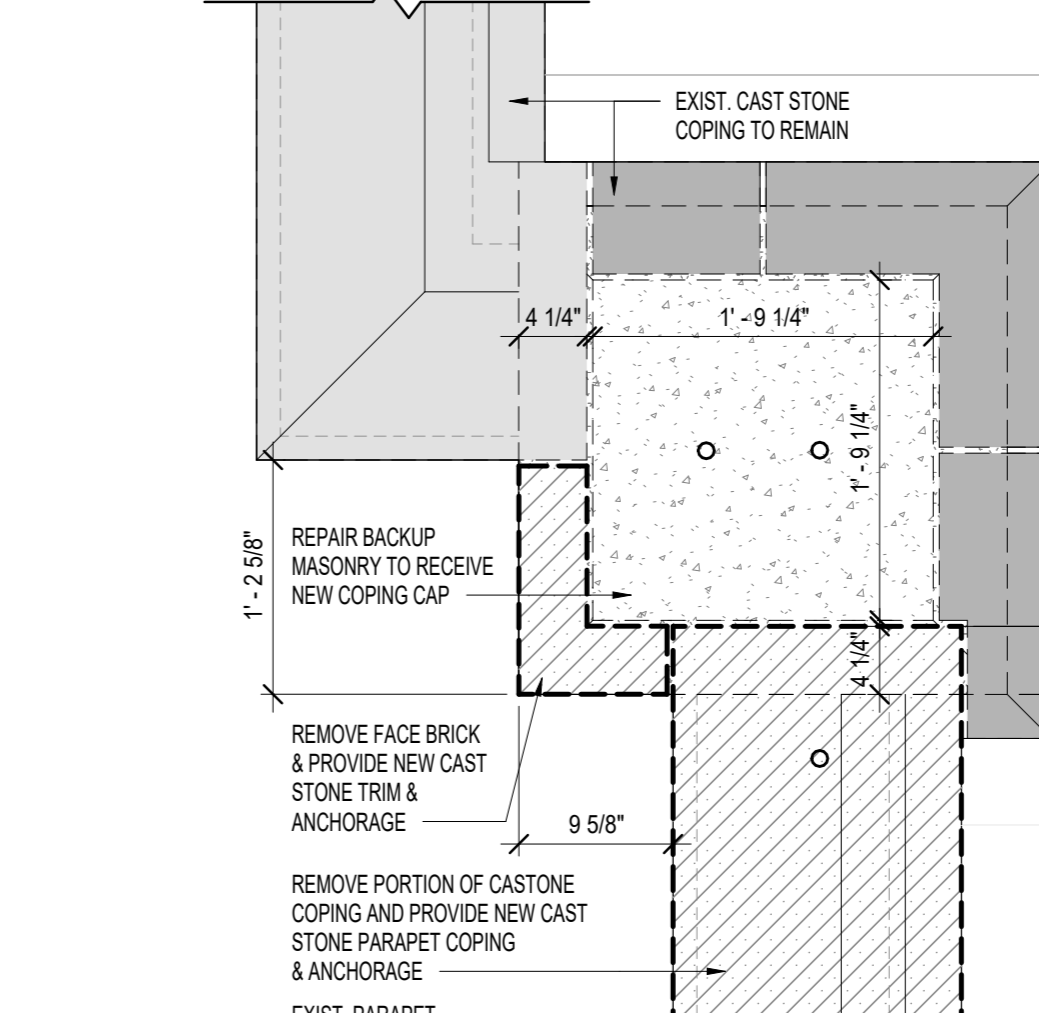 EXIST. CAST STONE
COPING TO REMAIN
4 1/4"
1' - 9 1/4"
1' - 9 1/4"
REPAIR BACKUP
MASONRY TO RECEIVE
NEW COPING CAP
1' - 2 5/8"
4 1/4"
REMOVE FACE BRICK
& PROVIDE NEW CAST
STONE TRIM &
ANCHORAGE
9 5/8"
REMOVE PORTION OF CASTONE
COPING AND PROVIDE NEW CAST
STONE PARAPET COPING
& ANCHORAGE
EXIST. PARAPET